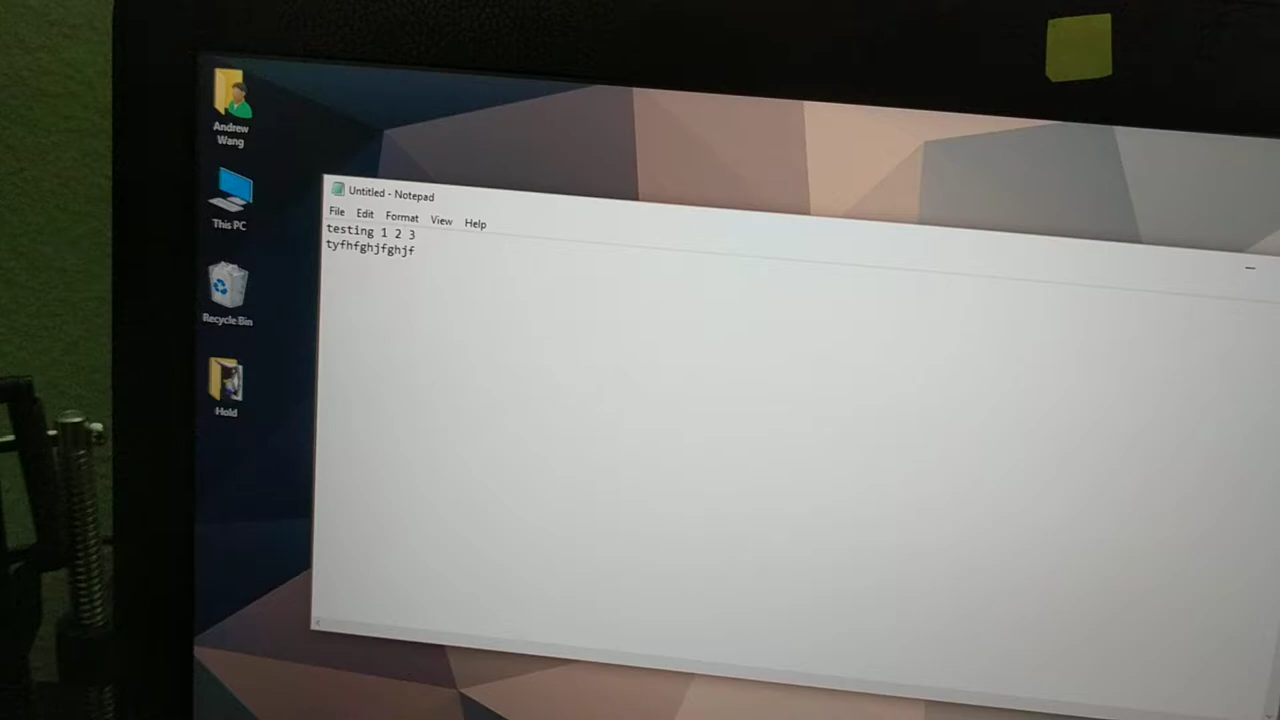 Andrew
Wang
This PC
Recycle Bin
Hold
Untitled - Notepad
File Edit Format View Help
testing 1 2 3
tyfhfghjfghjf